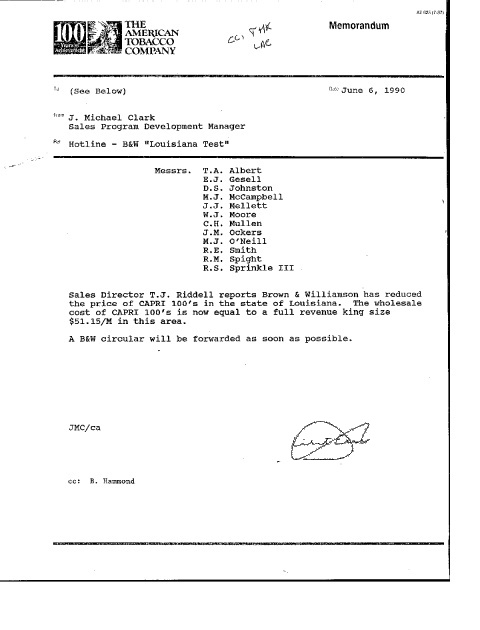 THE
AMERICAN
TOBACCO
COMPANY
100
Years of
Achievement
Memorandum
To (See Below)
Date June 6, 1990
From J. Michael Clark
Sales Program Development Manager
Re: Hotline - B&W "Louisiana Test"
Messrs. T.A. Albert
E.J. Gesell
D.S. Johnston
M.J. McCampbell
J.J. Mellett
W.J. Moore
C.H. Mullen
J.M. Ockers
M.J. O'Neill
R.E. Smith
R.M. Spight
R.S. Sprinkle III
Sales Director T.J. Riddell reports Brown & Williamson has reduced
the price of CAPRI 100's in the state of Louisiana. The wholesale
cost of CAPRI 100's is now equal to a full revenue king size
$51.15/M in this area.
A B&W circular will be forwarded as soon as possible.
JMC/ca
cc: B. Hammond